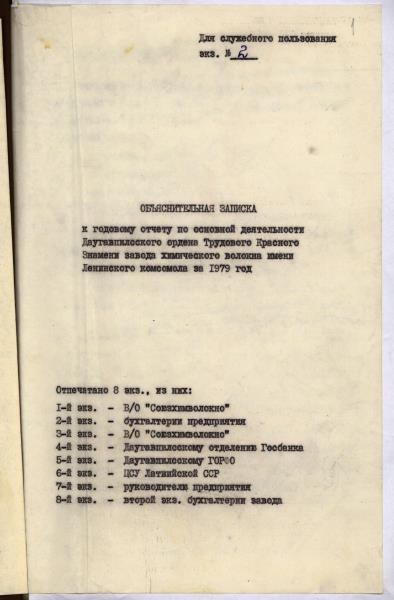 1
Для служебного пользования
экз. № 2
ОБЪЯСНИТЕЛЬНАЯ ЗАПИСКА
к годовому отчету по основной деятельности
Даугавпилсского ордена Трудового Красного
Знамени завода химического волокна имени
Ленинского комсомола за 1979 год
Отпечатано 8 экз., из них:
1-й экз. - В/О "Союзхимволокно"
2-й экз. - бухгалтерии предприятия
3-й экз. - В/О "Союзхимволокно"
4-й экз. - Даугавпилсскому отделению Госбанка
5-й экз. - Даугавпилсскому ГОРФО
6-й экз. - ЦСУ Латвийской ССР
7-й экз. - руководителю предприятия
8-й экз. - второй экз. бухгалтерии завода